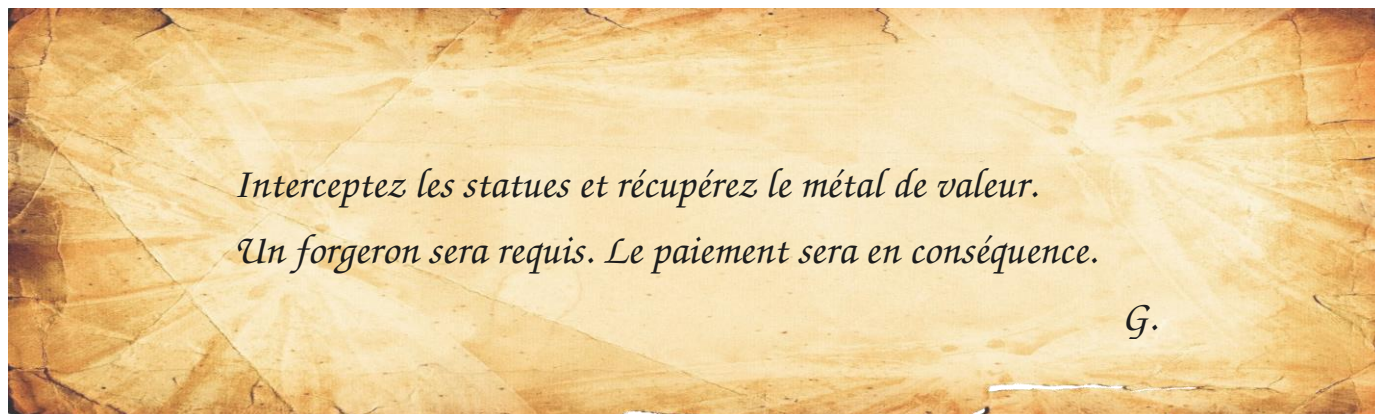 Interceptez les statues et récupérez le métal de valeur.
Un forgeron sera requis. Le paiement sera en conséquence.
G.